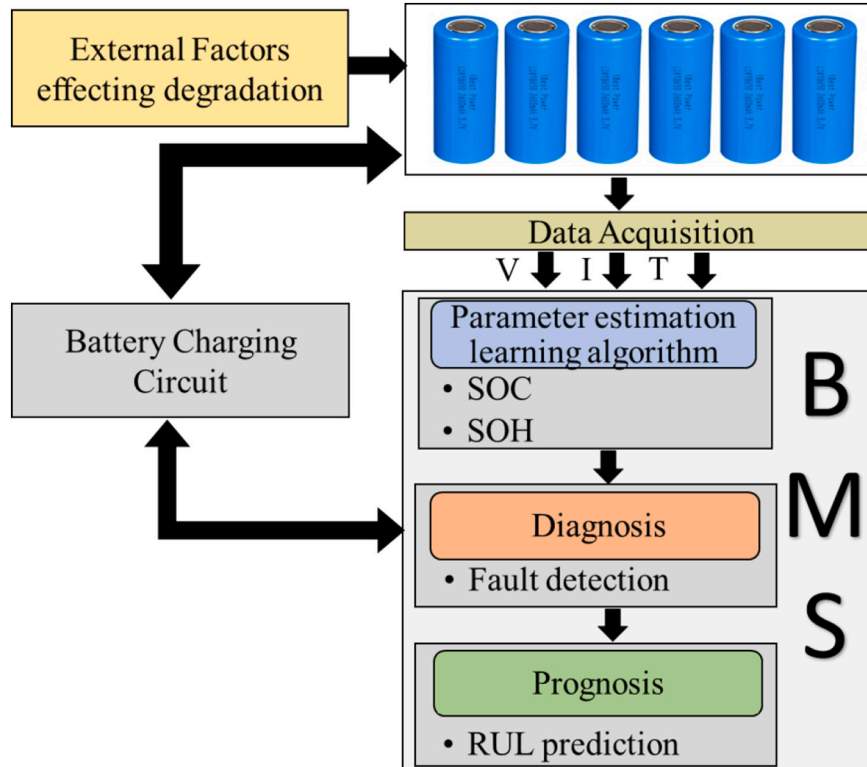 External Factors
effecting degradation
Data Acquisition
V I T
Battery Charging
Circuit
Parameter estimation
learning algorithm
• SOC
• SOH
Diagnosis
• Fault detection
Prognosis
• RUL prediction
B
M
S